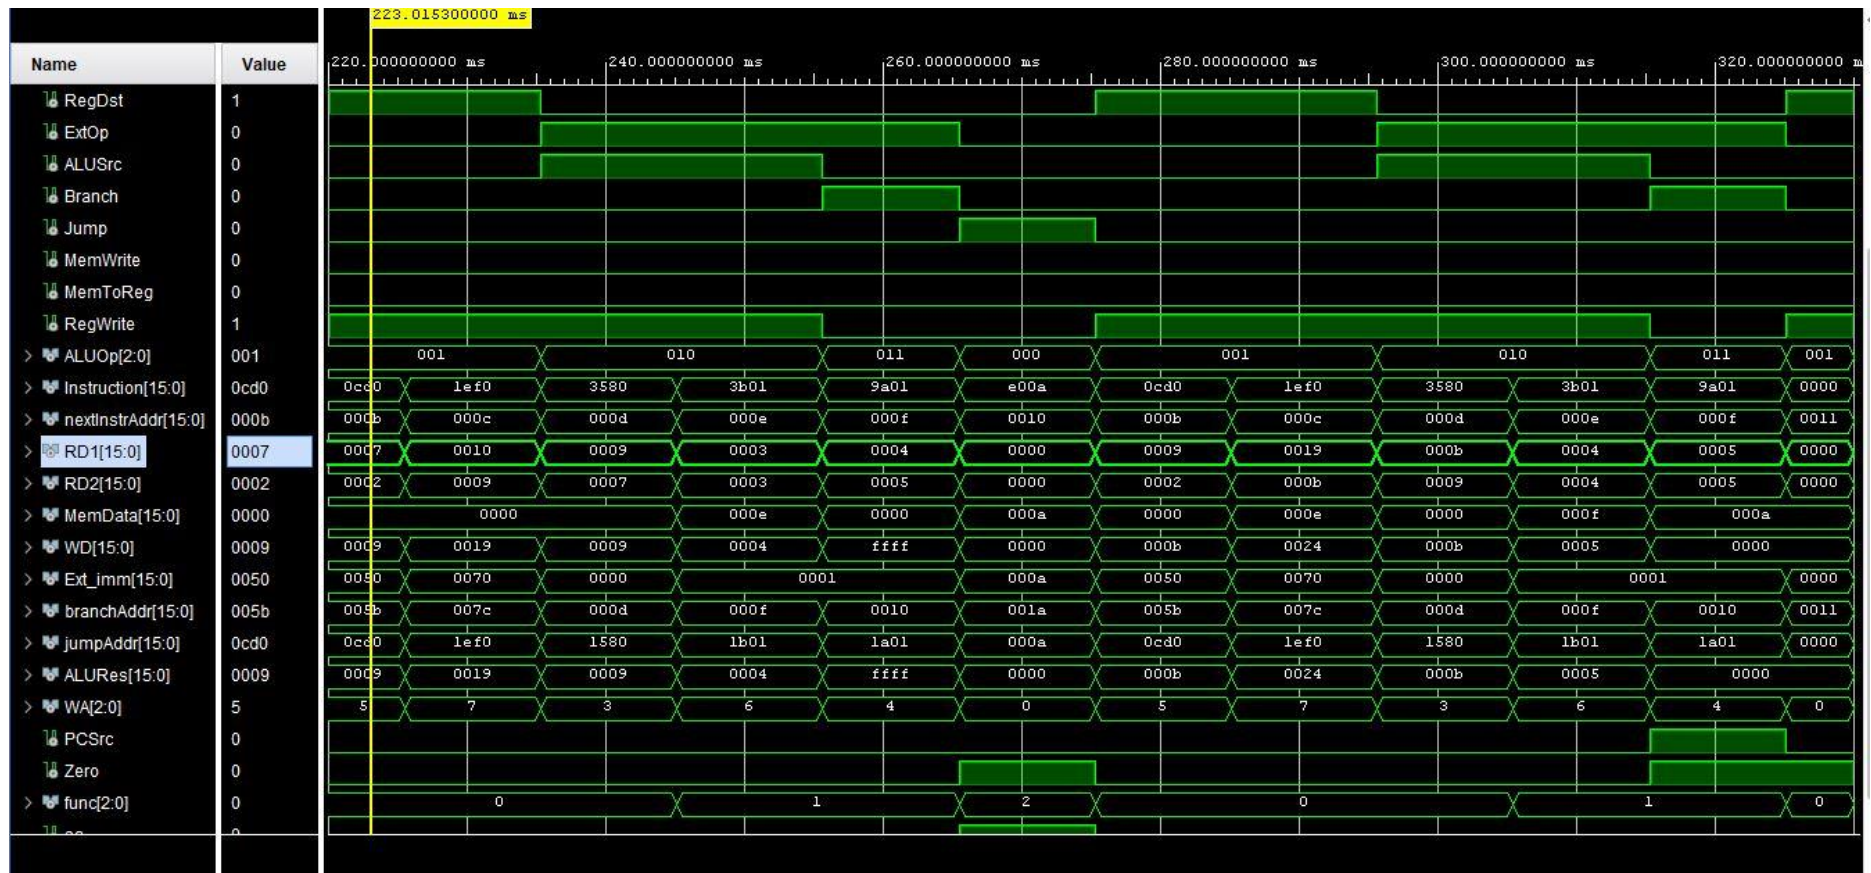 223.015300000 ms
Name Value 220.000000000 ms 240.000000000 ms 260.000000000 ms 280.000000000 ms 300.000000000 ms 320.000000000 m
RegDst 1
ExtOp 0
ALUSrc 0
Branch 0
Jump 0
MemWrite 0
MemToReg 0
RegWrite 1
ALUOp[2:0] 001 001 010 011 000 001 010 011 001
Instruction[15:0] 0cd0 0cd0 1ef0 3580 3b01 9a01 e00a 0cd0 1ef0 3580 3b01 9a01 0000
nextInstrAddr[15:0] 000b 000b 000c 000d 000e 000f 0010 000b 000c 000d 000e 000f 0011
RD1[15:0] 0007 0007 0010 0009 0003 0004 0000 0009 0019 000b 0004 0005 0000
RD2[15:0] 0002 0002 0009 0007 0003 0005 0000 0002 000b 0009 0004 0005 0000
MemData[15:0] 0000 0000 000e 0000 000a 0000 000e 0000 000f 000a
WD[15:0] 0009 0009 0019 0009 0004 ffff 0000 000b 0024 000b 0005 0000
Ext_imm[15:0] 0050 0050 0070 0000 0001 000a 0050 0070 0000 0001 0000
branchAddr[15:0] 005b 005b 007c 000d 000f 0010 001a 005b 007c 000d 000f 0010 0011
jumpAddr[15:0] 0cd0 0cd0 1ef0 1580 1b01 1a01 000a 0cd0 1ef0 1580 1b01 1a01 0000
ALURes[15:0] 0009 0009 0019 0009 0004 ffff 0000 000b 0024 000b 0005 0000
WA[2:0] 5 5 7 3 6 4 0 5 7 3 6 4 0
PCSrc 0
Zero 0
func[2:0] 0 0 1 2 0 1 0